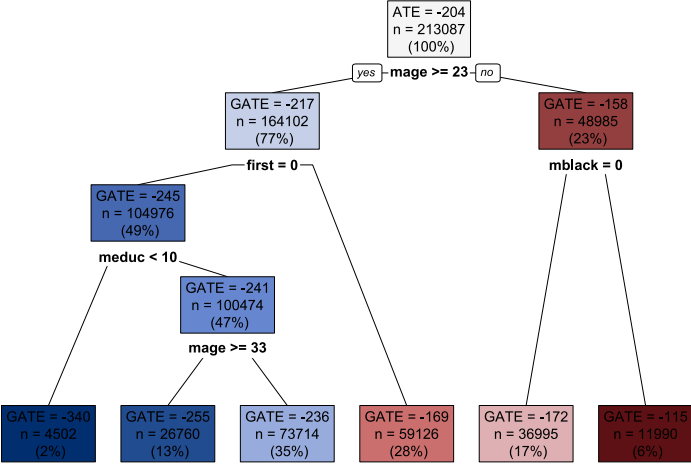 ATE = -204
n = 213087
(100%)
yes mage >= 23 no
GATE = -217
n = 164102
(77%)
GATE = -158
n = 48985
(23%)
first = 0
mblack = 0
GATE = -245
n = 104976
(49%)
meduc < 10
GATE = -241
n = 100474
(47%)
mage >= 33
GATE = -340
n = 4502
(2%)
GATE = -255
n = 26760
(13%)
GATE = -236
n = 73714
(35%)
GATE = -169
n = 59126
(28%)
GATE = -172
n = 36995
(17%)
GATE = -115
n = 11990
(6%)